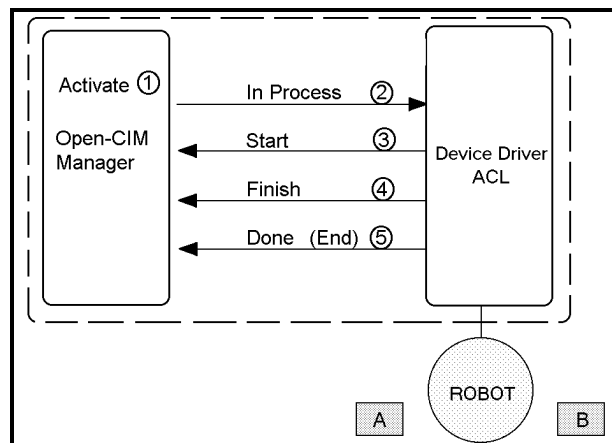 Activate ①
In Process ②
Open-CIM
Manager
Start ③
Device Driver
ACL
Finish ④
Done (End) ⑤
ROBOT
A
B